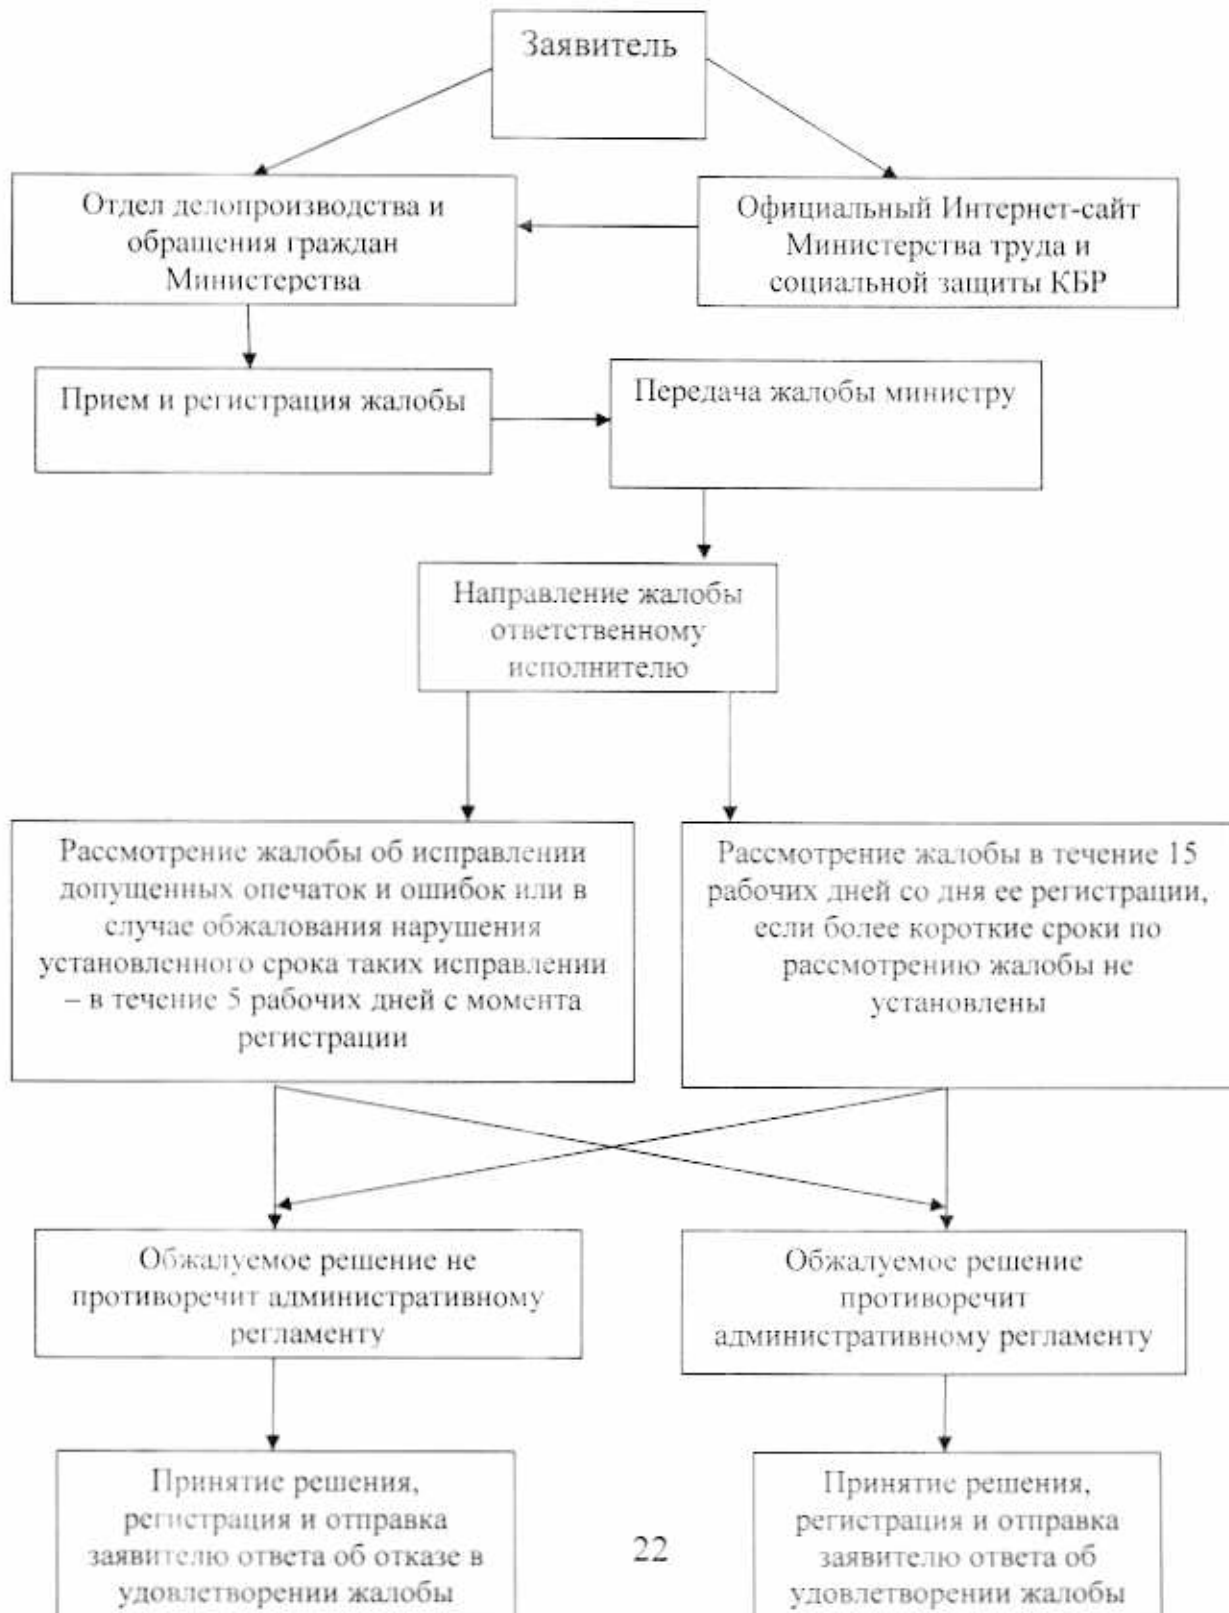 Заявитель
Отдел делопроизводства и
обращения граждан
Министерства
Официальный Интернет-сайт
Министерства труда и
социальной защиты КБР
Прием и регистрация жалобы
Передача жалобы министру
Направление жалобы
ответственному
исполнителю
Рассмотрение жалобы об исправлении
допущенных опечаток и ошибок или в
случае обжалования нарушения
установленного срока таких исправлении
– в течение 5 рабочих дней с момента
регистрации
Рассмотрение жалобы в течение 15
рабочих дней со дня ее регистрации,
если более короткие сроки по
рассмотрению жалобы не
установлены
Обжалуемое решение не
противоречит административному
регламенту
Обжалуемое решение
противоречит
административному регламенту
Принятие решения,
регистрация и отправка
заявителю ответа об отказе в
удовлетворении жалобы
22
Принятие решения,
регистрация и отправка
заявителю ответа об
удовлетворении жалобы